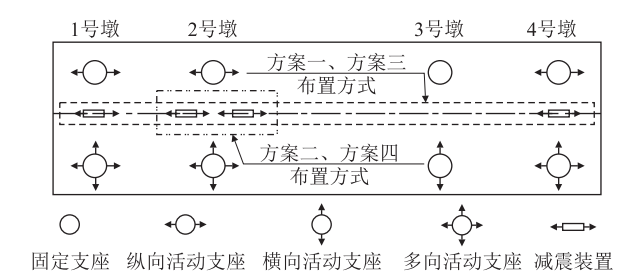 1号墩 2号墩 3号墩 4号墩
方案一、方案三
布置方式
方案二、方案四
布置方式
固定支座 纵向活动支座 横向活动支座 多向活动支座 减震装置